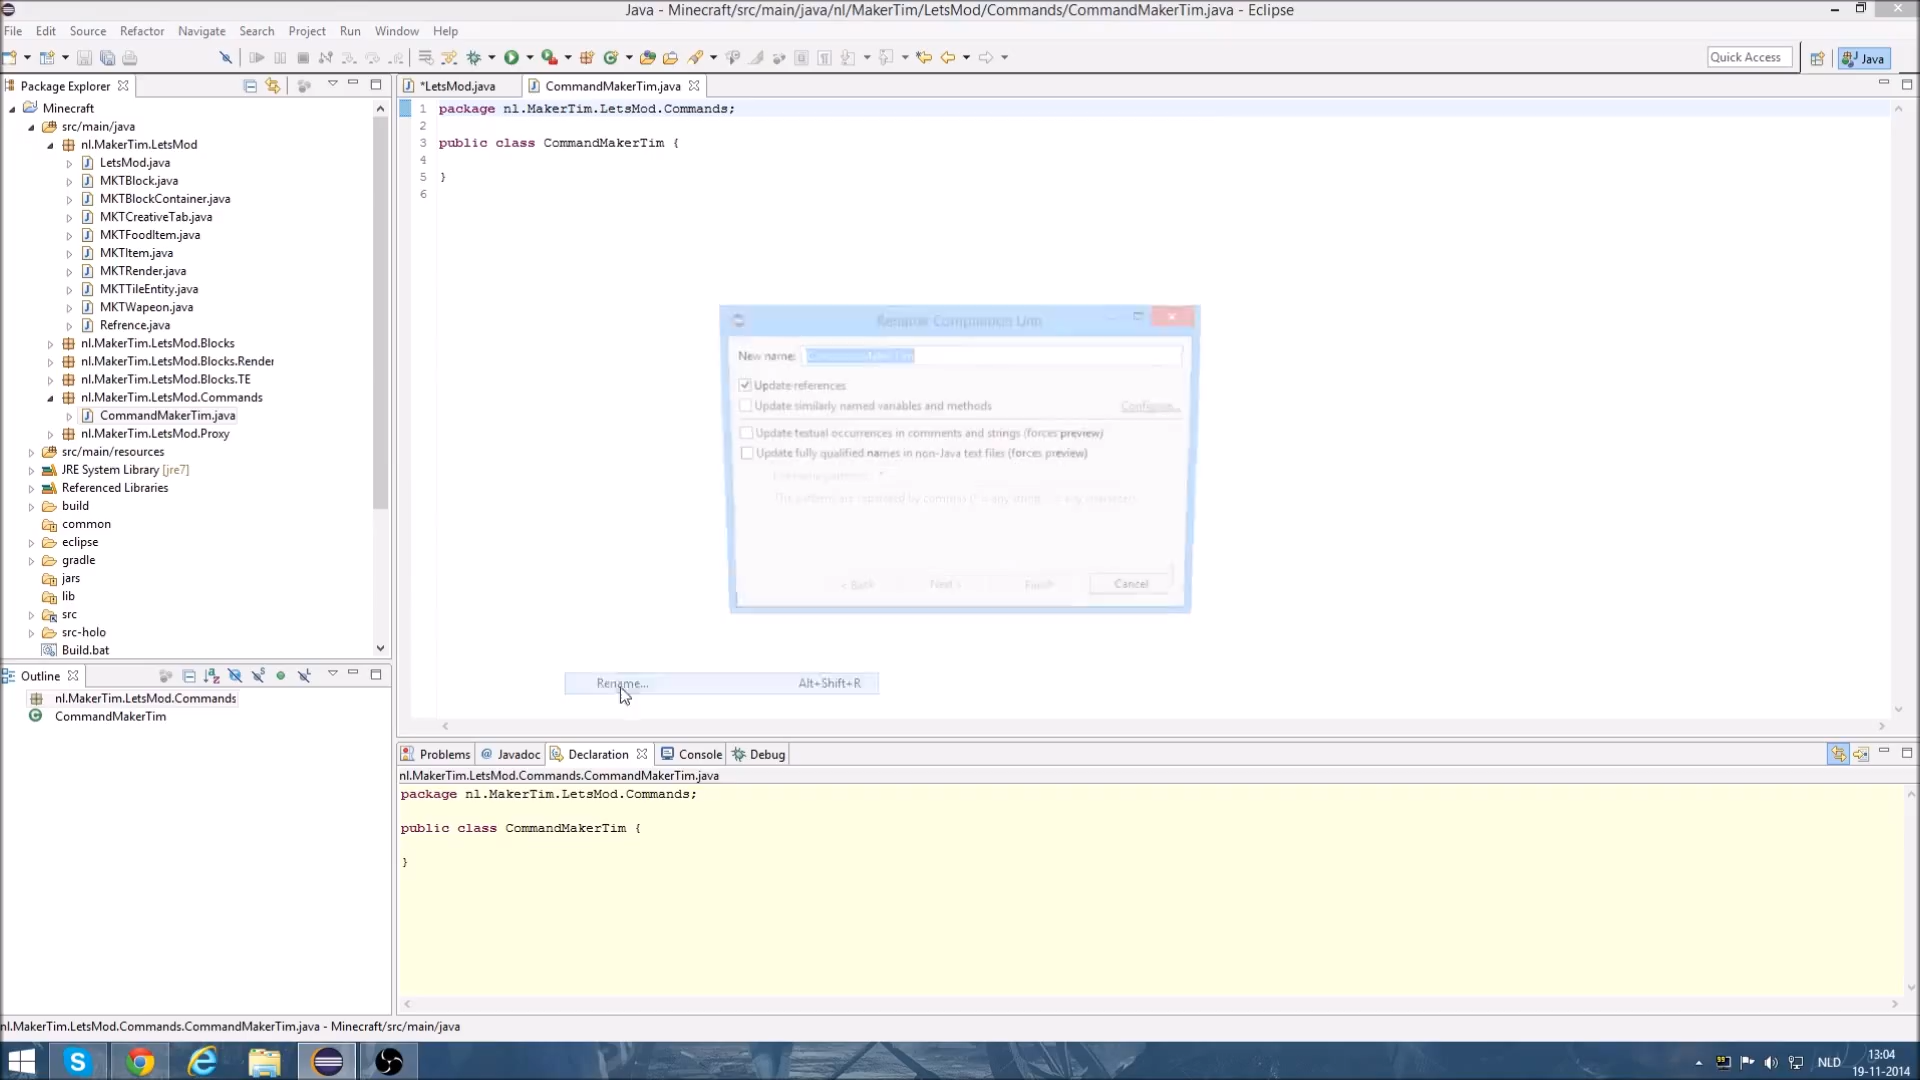 Java - Minecraft/src/main/java/nl/MakerTim/LetsMod/Commands/CommandMakerTim.java - Eclipse
File Edit Source Refactor Navigate Search Project Run Window Help
Quick Access
Java
Package Explorer
*LetsMod.java
CommandMakerTim.java
Minecraft
src/main/java
nl.MakerTim.LetsMod
LetsMod.java
MKTBlock.java
MKTBlockContainer.java
MKTCreativeTab.java
MKTFoodItem.java
MKTItem.java
MKTRender.java
MKTTileEntity.java
MKTWapeon.java
Refrence.java
nl.MakerTim.LetsMod.Blocks
nl.MakerTim.LetsMod.Blocks.Render
nl.MakerTim.LetsMod.Blocks.TE
nl.MakerTim.LetsMod.Commands
CommandMakerTim.java
nl.MakerTim.LetsMod.Proxy
src/main/resources
JRE System Library [jre7]
Referenced Libraries
build
common
eclipse
gradle
jars
lib
src
src-holo
Build.bat
1 package nl.MakerTim.LetsMod.Commands;
2
3 public class CommandMakerTim {
4
5 }
6
Rename Compilation Unit
New name: CommandMakerTim
Update references
Update similarly named variables and methods Configure...
Update textual occurrences in comments and strings (forces preview)
Update fully qualified names in non-Java text files (forces preview)
< Back Next > Finish Cancel
Rename... Alt+Shift+R
Outline
nl.MakerTim.LetsMod.Commands
CommandMakerTim
Problems Javadoc Declaration Console Debug
nl.MakerTim.LetsMod.Commands.CommandMakerTim.java
package nl.MakerTim.LetsMod.Commands;
public class CommandMakerTim {
}
nl.MakerTim.LetsMod.Commands.CommandMakerTim.java - Minecraft/src/main/java
NLD
13:04
19-11-2014